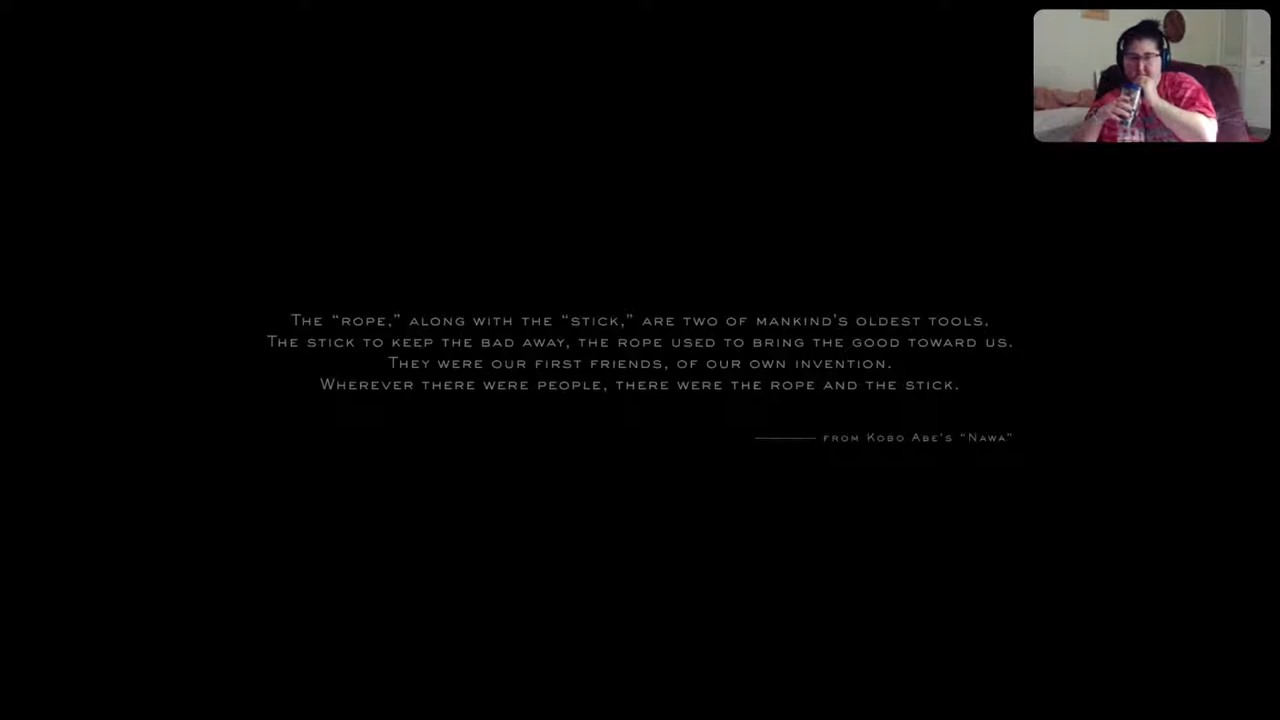 The “rope,” along with the “stick,” are two of mankind’s oldest tools.
The stick to keep the bad away, the rope used to bring the good toward us.
They were our first friends, of our own invention.
Wherever there were people, there were the rope and the stick.
——— from Kobo Abe’s “Nawa”